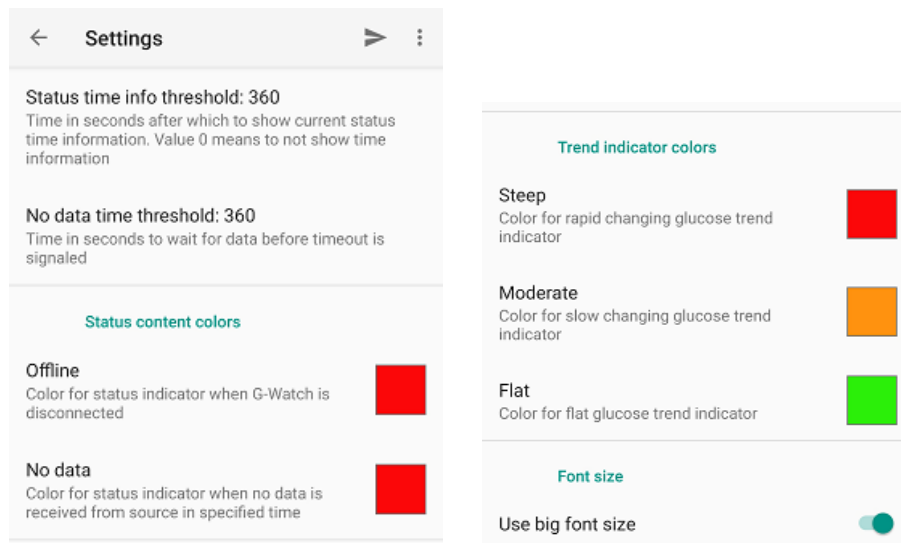 Settings
Status time info threshold: 360
Time in seconds after which to show current status
time information. Value 0 means to not show time
information
No data time threshold: 360
Time in seconds to wait for data before timeout is
signaled
Status content colors
Offline
Color for status indicator when G-Watch is
disconnected
No data
Color for status indicator when no data is
received from source in specified time
Trend indicator colors
Steep
Color for rapid changing glucose trend
indicator
Moderate
Color for slow changing glucose trend
indicator
Flat
Color for flat glucose trend indicator
Font size
Use big font size